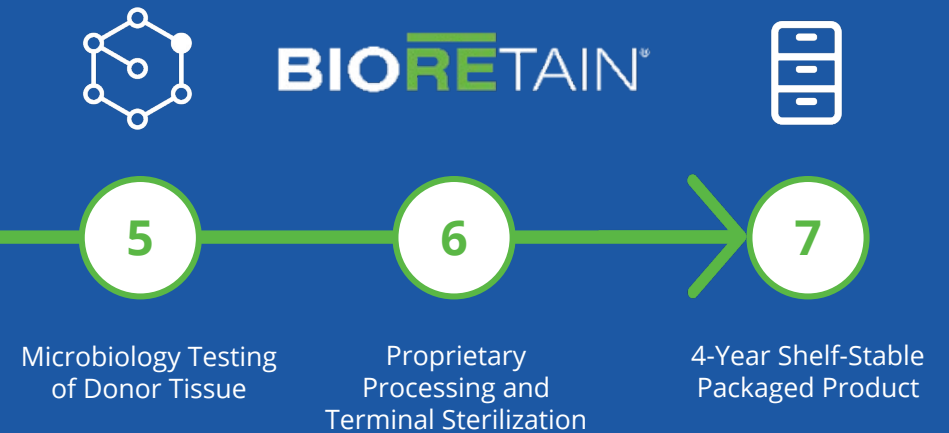 BIORETAIN®
5
6
7
Microbiology Testing
of Donor Tissue
Proprietary
Processing and
Terminal Sterilization
4-Year Shelf-Stable
Packaged Product